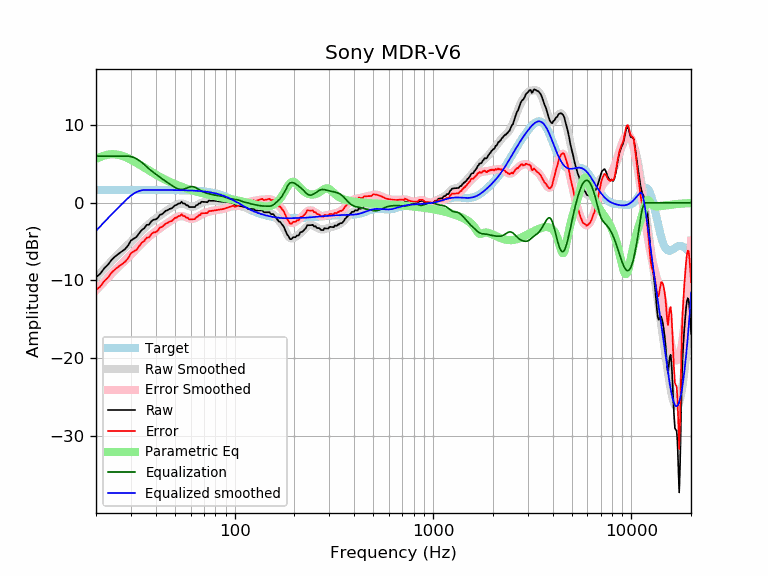 Sony MDR-V6
Amplitude (dBr)
10
0
−10
−20
−30
Target
Raw Smoothed
Error Smoothed
Raw
Error
Parametric Eq
Equalization
Equalized smoothed
100
1000
10000
Frequency (Hz)